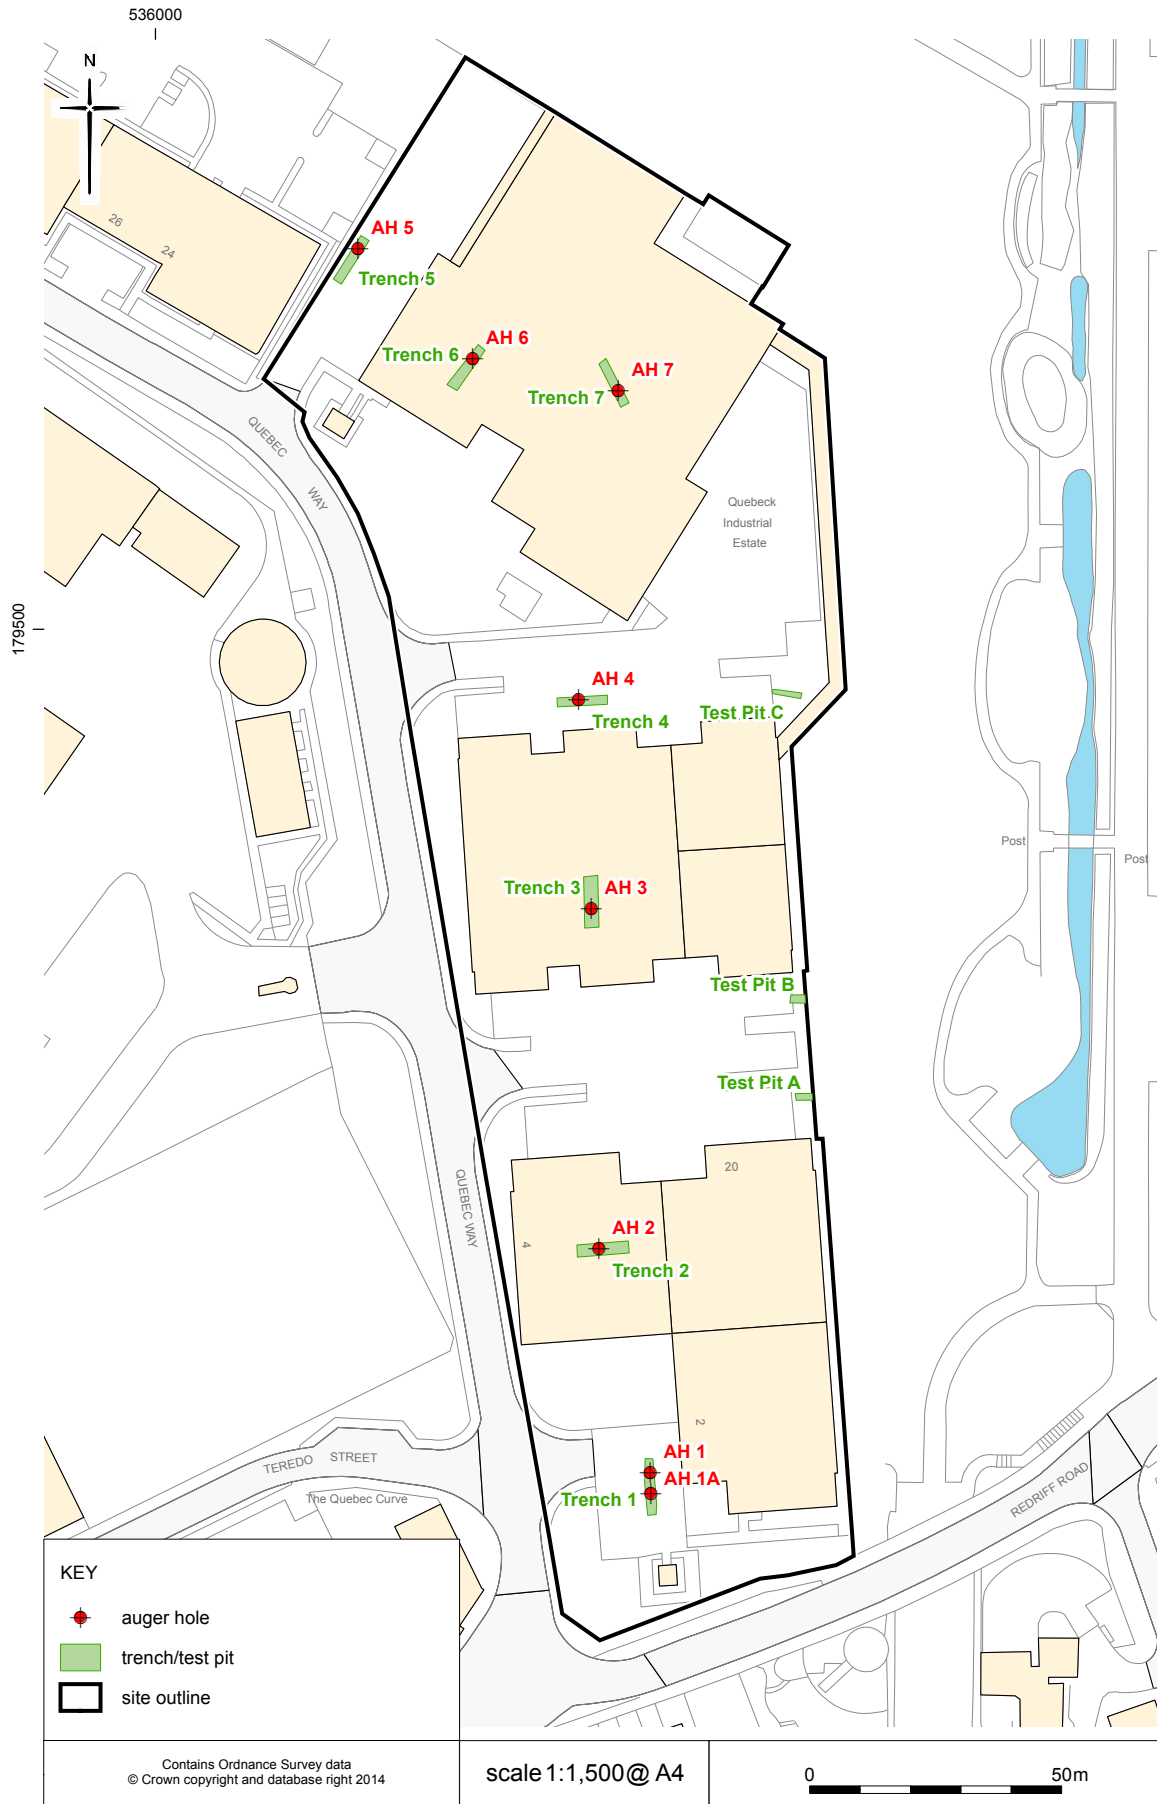 536000
N
26
24
AH 5
Trench 5
AH 6
Trench 6
AH 7
Trench 7
QUEBEC
WAY
Quebeck
Industrial
Estate
179500
AH 4
Trench 4
Test Pit C
Post
Post
Trench 3
AH 3
Test Pit B
Test Pit A
20
QUEBEC WAY
4
AH 2
Trench 2
2
AH 1
AH 1A
Trench 1
TEREDO STREET
The Quebec Curve
REDRIFF ROAD
KEY
auger hole
trench/test pit
site outline
Contains Ordnance Survey data
© Crown copyright and database right 2014
scale 1:1,500 @ A4
0 50m